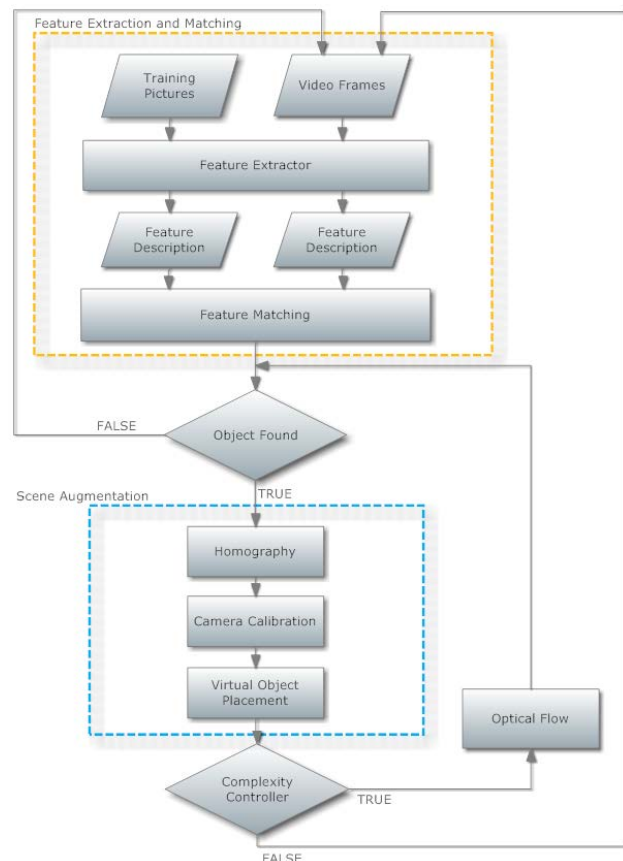 Feature Extraction and Matching
Training
Pictures
Video Frames
Feature Extractor
Feature
Description
Feature
Description
Feature Matching
FALSE
Object Found
TRUE
Scene Augmentation
Homography
Camera Calibration
Virtual Object
Placement
Optical Flow
Complexity
Controller
TRUE
FALSE